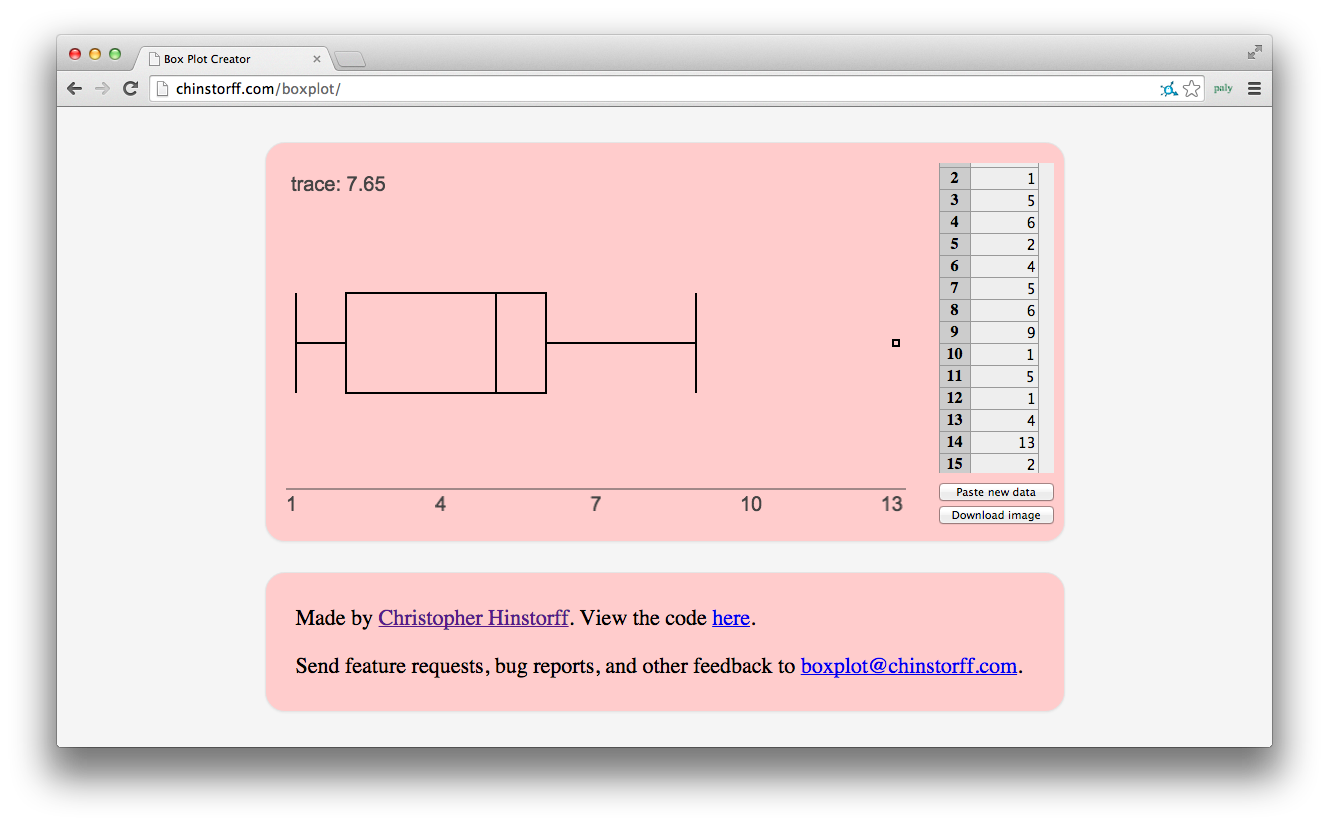 Box Plot Creator
chinstorff.com/boxplot/
paly
trace: 7.65
1 4 7 10 13
2 1
3 5
4 6
5 2
6 4
7 5
8 6
9 9
10 1
11 5
12 1
13 4
14 13
15 2
Paste new data
Download image
Made by Christopher Hinstorff. View the code here.
Send feature requests, bug reports, and other feedback to boxplot@chinstorff.com.